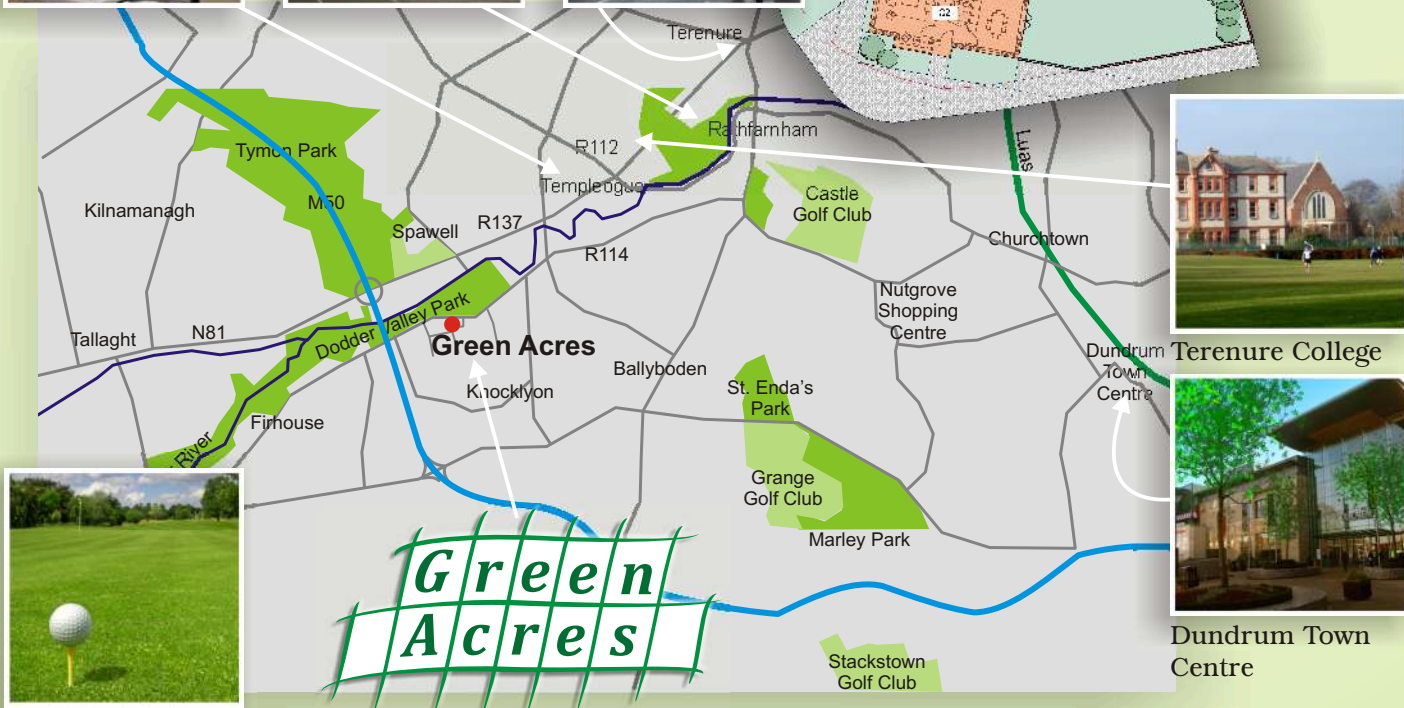 G2
Terenure
Rathfarnham
R112
Luas
Tymon Park
Templeogue
M50
Castle
Golf Club
Kilnamanagh
Spawell
R137
Churchtown
R114
Nutgrove
Shopping
Centre
Dodder Valley Park
Tallaght
N81
Green Acres
Dundrum
Town
Centre
Terenure College
Ballyboden
St. Enda's
Park
Knocklyon
Firhouse
River
Grange
Golf Club
Marley Park
Green
Acres
Dundrum Town
Centre
Stackstown
Golf Club